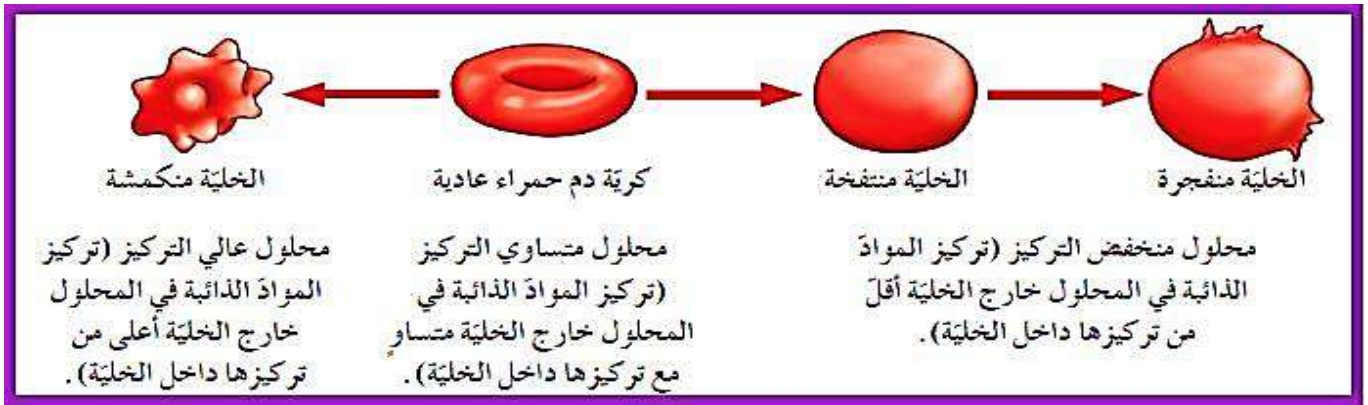 الخليّة منفجرة
الخليّة منتفخة
كريّة دم حمراء عادية
الخليّة منكمشة
محلول منخفض التركيز (تركيز الموادّ
الذائبة في المحلول خارج الخليّة أقلّ
من تركيزها داخل الخليّة).
محلول متساوي التركيز
(تركيز الموادّ الذائبة في
المحلول خارج الخليّة متساوٍ
مع تركيزها داخل الخليّة).
محلول عالي التركيز (تركيز
الموادّ الذائبة في المحلول
خارج الخليّة أعلى من
تركيزها داخل الخليّة).